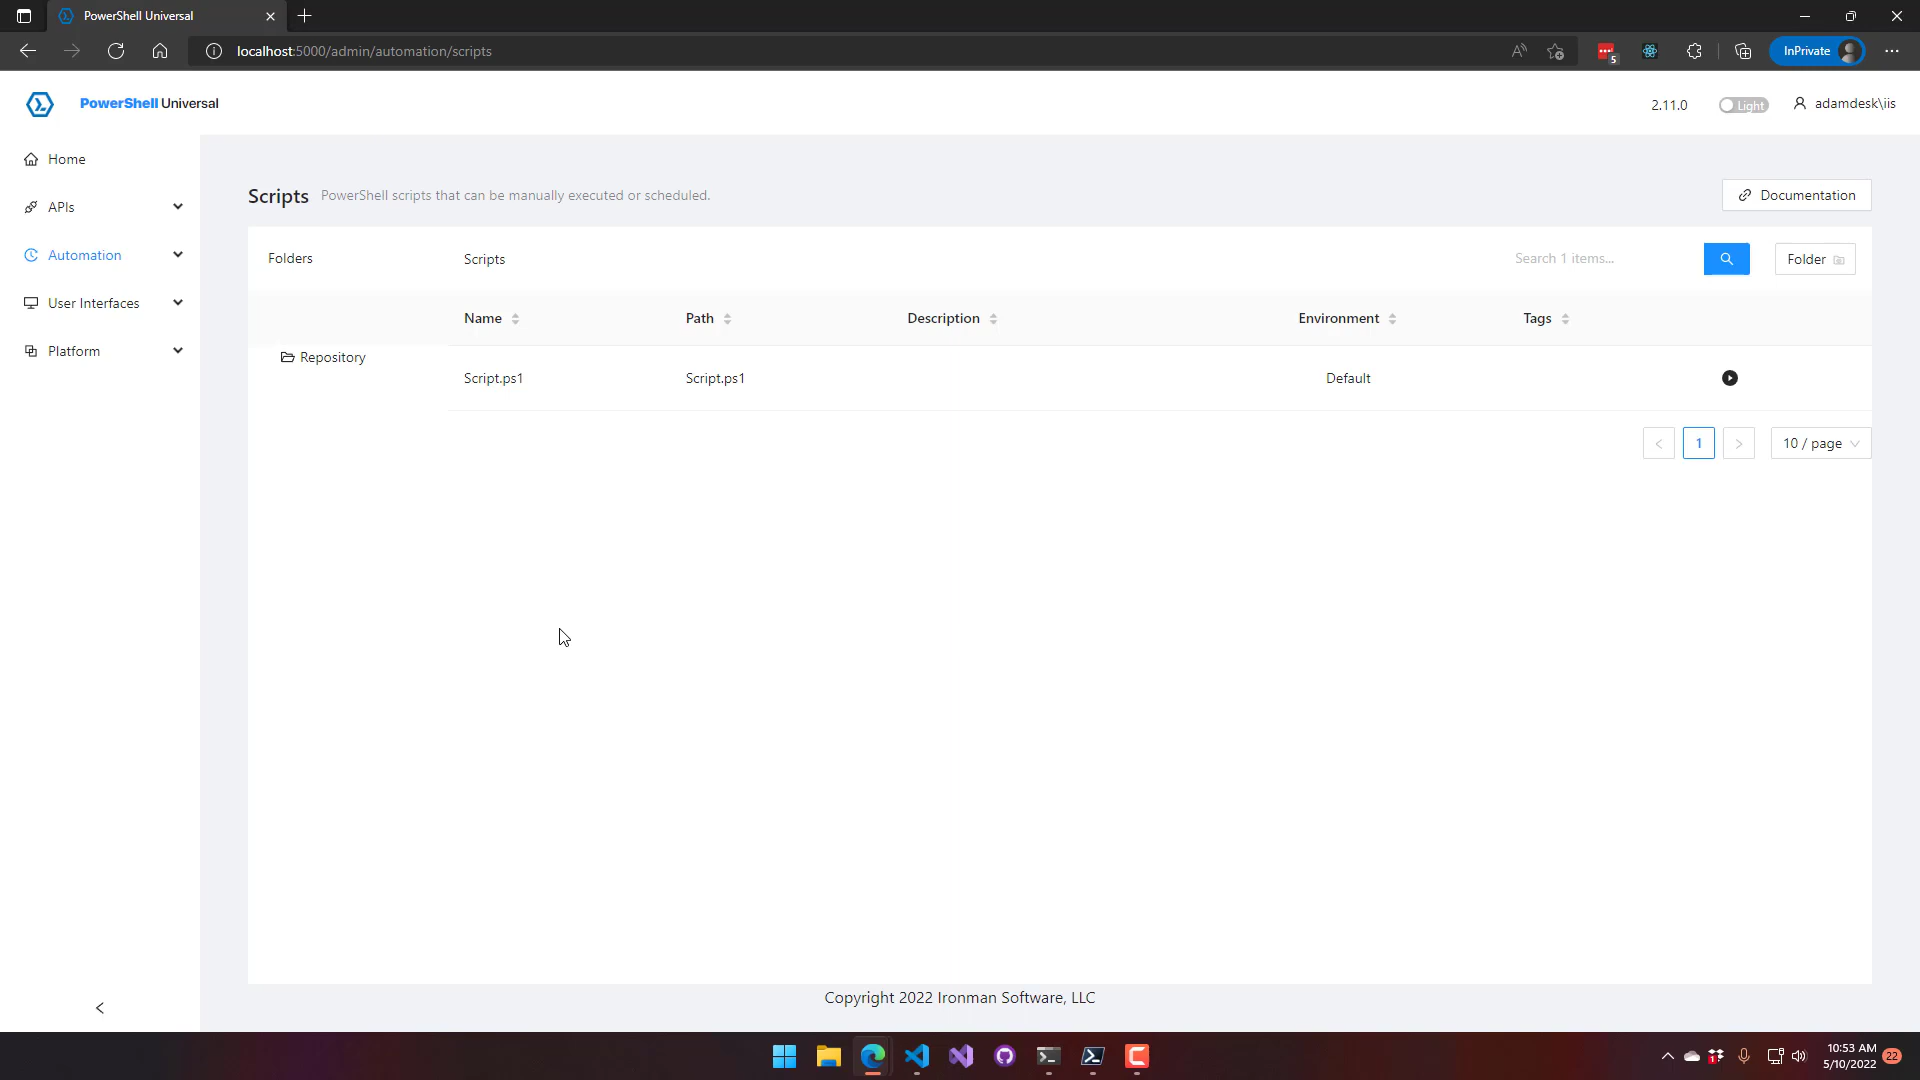 PowerShell Universal
localhost:5000/admin/automation/scripts
5
InPrivate
PowerShell Universal
2.11.0
Light
adamdesk\iis
Home
APIs
Automation
User Interfaces
Platform
Scripts PowerShell scripts that can be manually executed or scheduled.
Documentation
Folders
Scripts
Search 1 items...
Folder
Name
Path
Description
Environment
Tags
Repository
Script.ps1
Script.ps1
Default
1
10 / page
Copyright 2022 Ironman Software, LLC
10:53 AM
5/10/2022
22